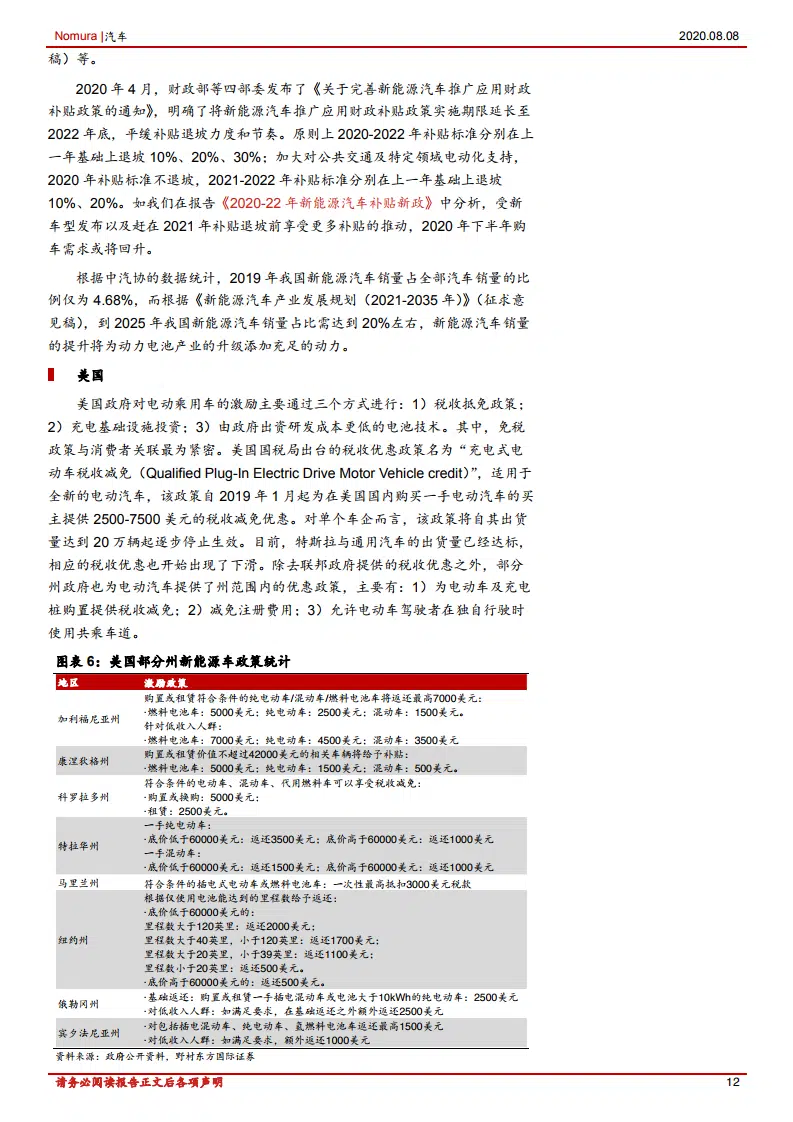 Nomura |汽车 2020.08.08
稿）等。
2020 年 4 月，财政部等四部委发布了《关于完善新能源汽车推广应用财政
补贴政策的通知》，明确了将新能源汽车推广应用财政补贴政策实施期限延长至
2022 年底，平缓补贴退坡力度和节奏。原则上 2020-2022 年补贴标准分别在上
一年基础上退坡 10%、20%、30%；加大对公共交通及特定领域电动化支持，
2020 年补贴标准不退坡，2021-2022 年补贴标准分别在上一年基础上退坡
10%、20%。如我们在报告《2020-22 年新能源汽车补贴新政》中分析，受新
车型发布以及赶在 2021 年补贴退坡前享受更多补贴的推动，2020 年下半年购
车需求或将回升。
根据中汽协的数据统计，2019 年我国新能源汽车销量占全部汽车销量的比
例仅为 4.68%，而根据《新能源汽车产业发展规划（2021-2035 年）》（征求意
见稿），到 2025 年我国新能源汽车销量占比需达到 20%左右，新能源汽车销量
的提升将为动力电池产业的升级添加充足的动力。
美国
美国政府对电动乘用车的激励主要通过三个方式进行：1）税收抵免政策；
2）充电基础设施投资；3）由政府出资研发成本更低的电池技术。其中，免税
政策与消费者关联最为紧密。美国国税局出台的税收优惠政策名为“充电式电
动车税收减免（Qualified Plug-In Electric Drive Motor Vehicle credit）”，适用于
全新的电动汽车，该政策自 2019 年 1 月起为在美国国内购买一手电动汽车的买
主提供 2500-7500 美元的税收减免优惠。对单个车企而言，该政策将自其出货
量达到 20 万辆起逐步停止生效。目前，特斯拉与通用汽车的出货量已经达标，
相应的税收优惠也开始出现了下滑。除去联邦政府提供的税收优惠之外，部分
州政府也为电动汽车提供了州范围内的优惠政策，主要有：1）为电动车及充电
桩购置提供税收减免；2）减免注册费用；3）允许电动车驾驶者在独自行驶时
使用共乘车道。
图表 6：美国部分州新能源车政策统计
地区 激励政策
加利福尼亚州
购置或租赁符合条件的纯电动车/混动车/燃料电池车将返还最高7000美元：
·燃料电池车：5000美元；纯电动车：2500美元；混动车：1500美元。
针对低收入人群：
·燃料电池车：7000美元；纯电动车：4500美元；混动车：3500美元
康涅狄格州
购置或租赁价值不超过42000美元的相关车辆将给予补贴：
·燃料电池车：5000美元；纯电动车：1500美元；混动车：500美元。
科罗拉多州
符合条件的电动车、混动车、代用燃料车可以享受税收减免：
·购置或换购：5000美元；
·租赁：2500美元。
特拉华州
一手纯电动车：
·底价低于60000美元：返还3500美元；底价高于60000美元：返还1000美元
一手混动车：
·底价低于60000美元：返还1500美元；底价高于60000美元：返还1000美元
马里兰州 符合条件的插电式电动车或燃料电池车：一次性最高抵扣3000美元税款
纽约州
根据仅使用电池能达到的里程数给予返还：
·底价低于60000美元的：
里程数大于120英里：返还2000美元；
里程数大于40英里，小于120英里：返还1700美元；
里程数大于20英里，小于39英里：返还1100美元；
里程数小于20英里：返还500美元。
·底价高于60000美元的：返还500美元。
俄勒冈州
·基础返还：购置或租赁一手插电混动车或电池大于10kWh的纯电动车：2500美元
·对低收入人群：如满足要求，在基础返还之外额外返还2500美元
宾夕法尼亚州
·对包括插电混动车、纯电动车、氢燃料电池车返还最高1500美元
·对低收入人群：如满足要求，额外返还1000美元
资料来源：政府公开资料，野村东方国际证券
请务必阅读报告正文后各项声明 12